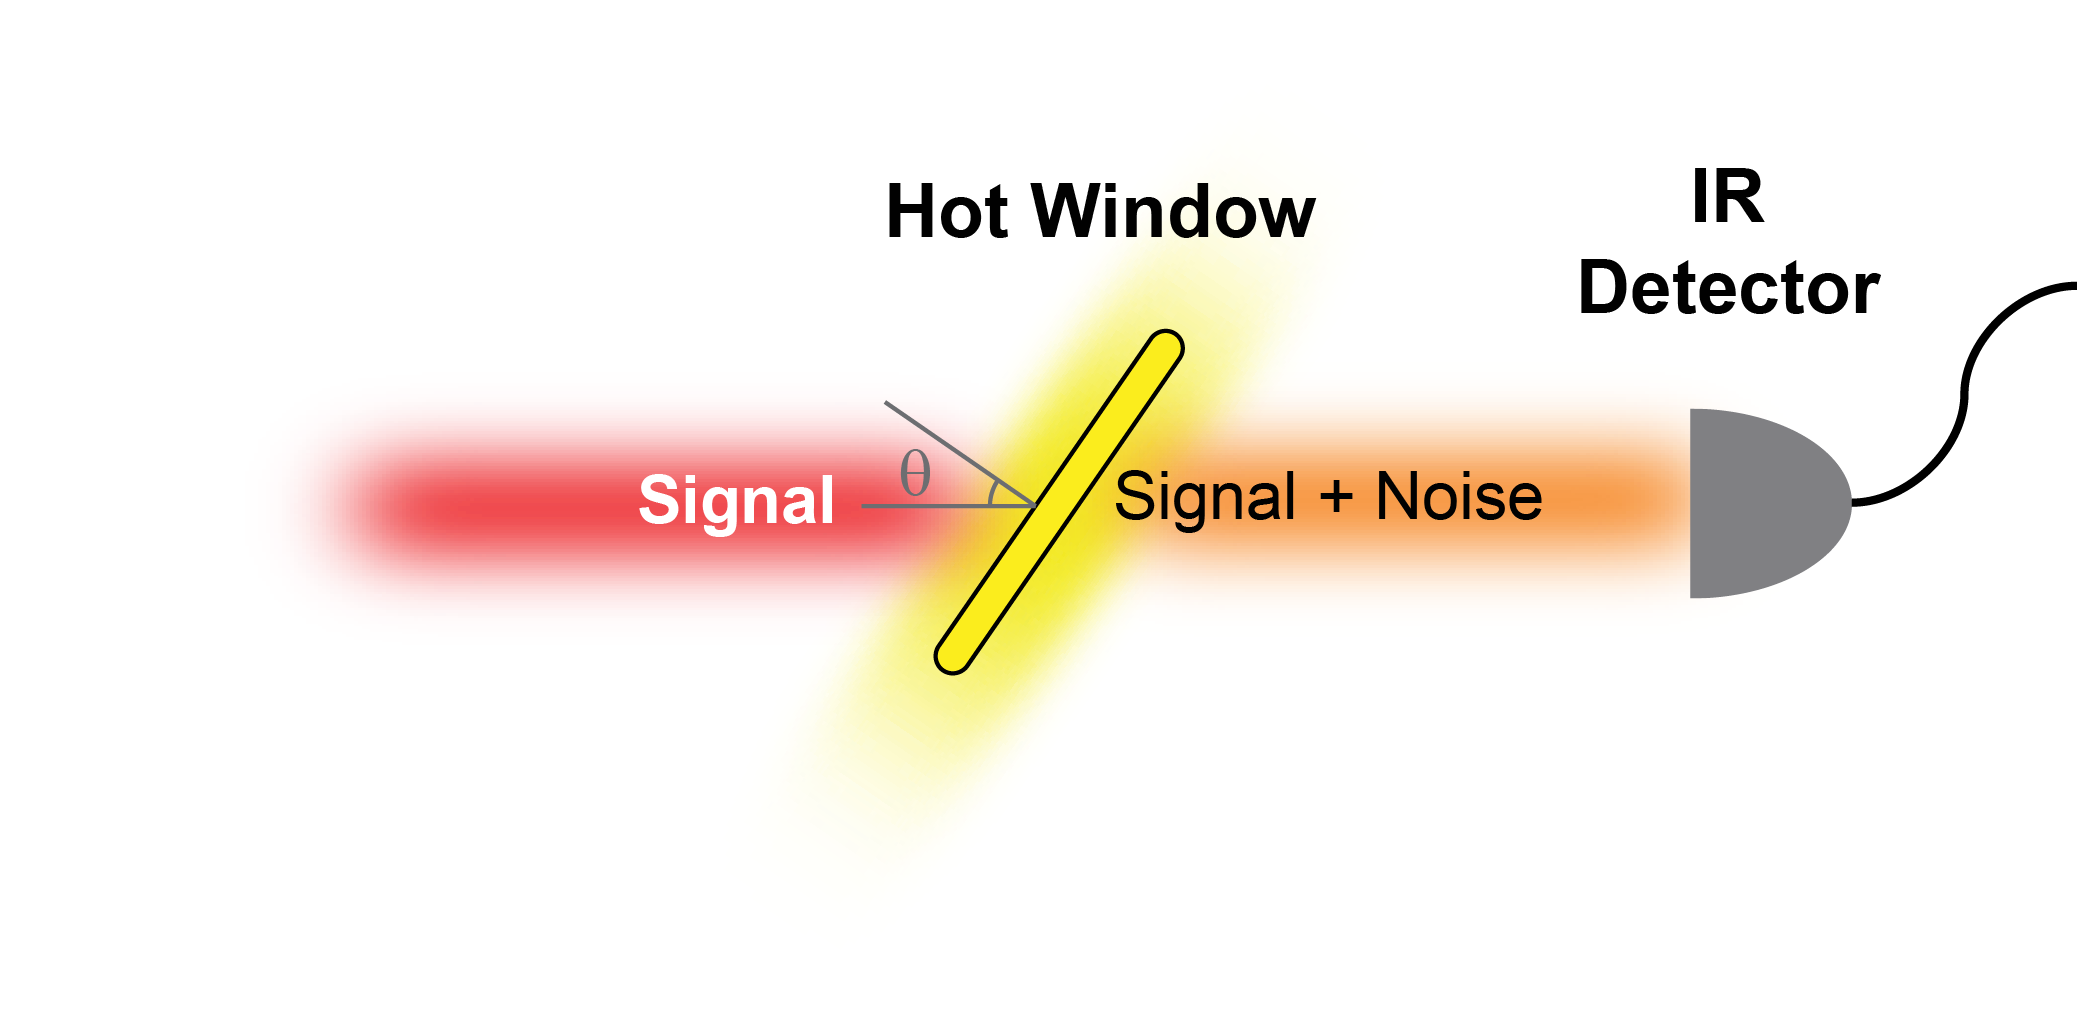 Hot Window
IR
Detector
θ
Signal
Signal + Noise